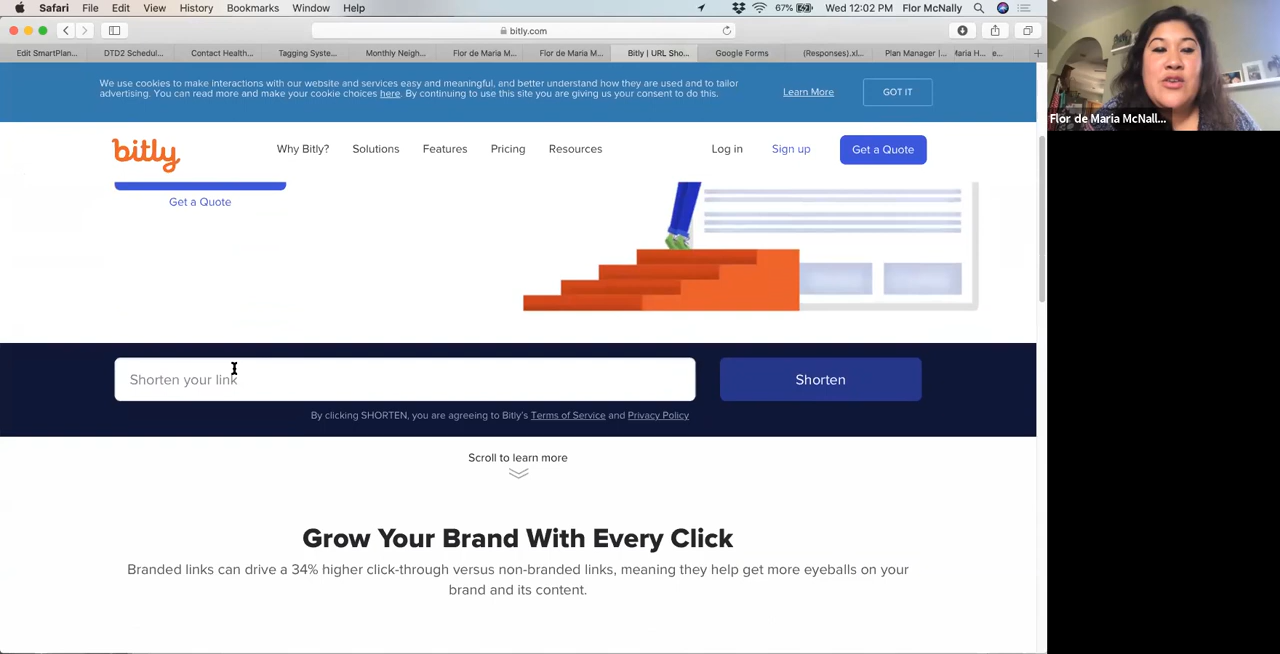 Safari File Edit View History Bookmarks Window Help 67% Wed 12:02 PM Flor McNally
bitly.com
Edit SmartPlan... DTD2 Schedul... Contact Health... Tagging Syste... Monthly Neigh... Flor de Maria M... Flor de Maria M... Bitly | URL Sho... Google Forms (Responses).xl... Plan Manager |... Maria H... e...
We use cookies to make interactions with our website and services easy and meaningful, and better understand how they are used and to tailor
advertising. You can read more and make your cookie choices here. By continuing to use this site you are giving us your consent to do this.
Learn More
GOT IT
Flor de Maria McNall...
bitly
Why Bitly? Solutions Features Pricing Resources Log in Sign up Get a Quote
Get a Quote
Shorten your link
Shorten
By clicking SHORTEN, you are agreeing to Bitly's Terms of Service and Privacy Policy
Scroll to learn more
Grow Your Brand With Every Click
Branded links can drive a 34% higher click-through versus non-branded links, meaning they help get more eyeballs on your
brand and its content.